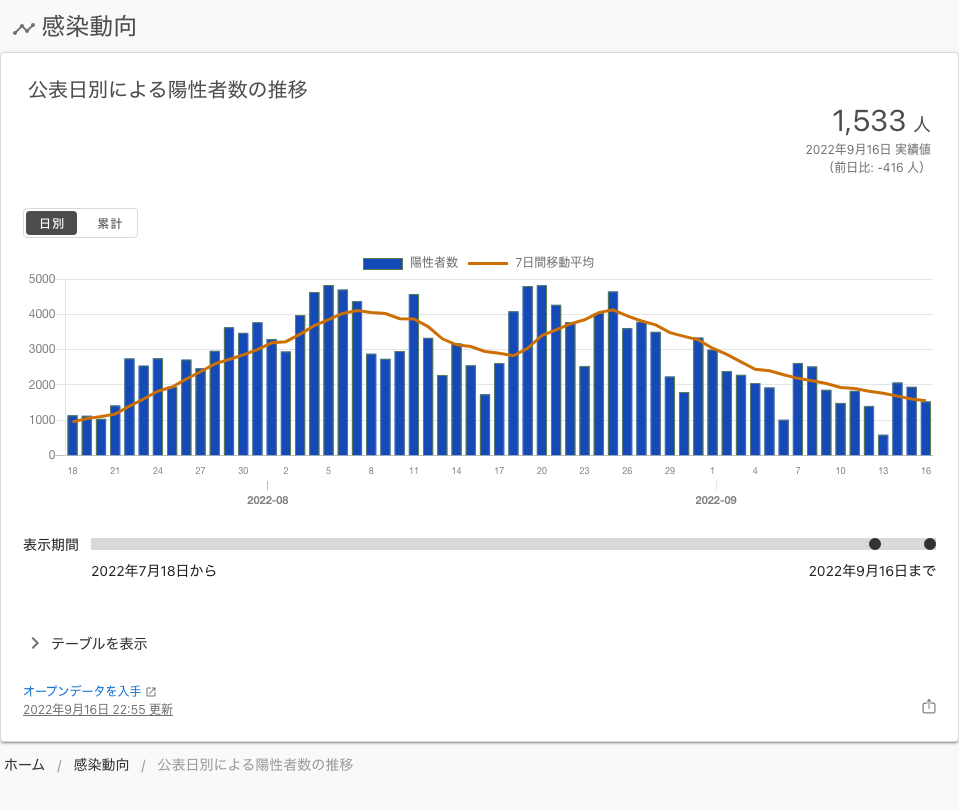 感染動向
公表日別による陽性者数の推移
1,533 人
2022年9月16日 実績値
（前日比: -416 人）
日別 累計
陽性者数 7日間移動平均
5000
4000
3000
2000
1000
0
18 21 24 27 30 2 5 8 11 14 17 20 23 26 29 1 4 7 10 13 16
2022-08 2022-09
表示期間
2022年7月18日から 2022年9月16日まで
テーブルを表示
オープンデータを入手
2022年9月16日 22:55 更新
ホーム / 感染動向 / 公表日別による陽性者数の推移